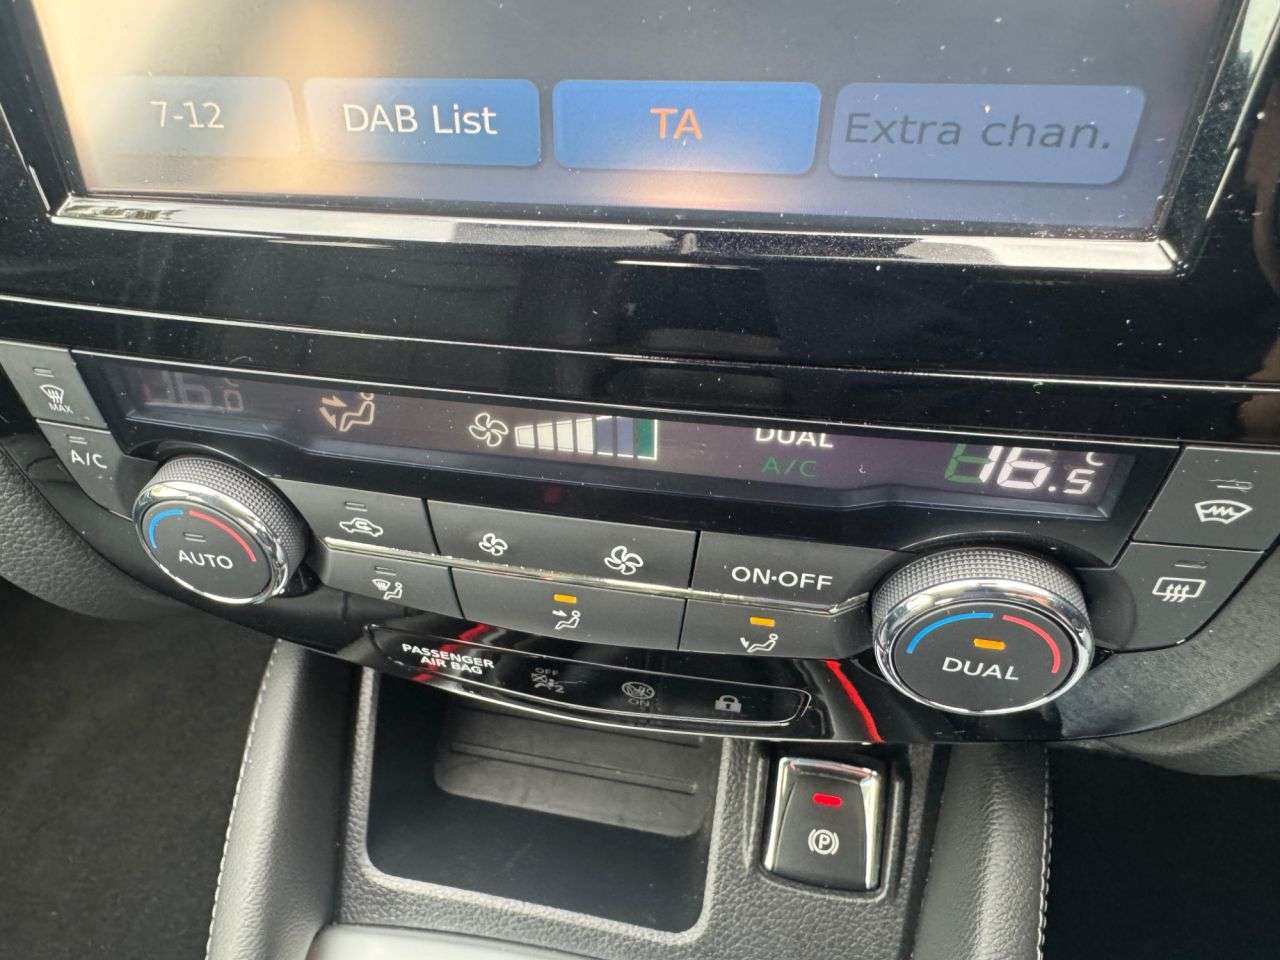 7-12
DAB List
TA
Extra chan.
MAX
A/C
DUAL
A/C
16.5
°C
AUTO
ON·OFF
DUAL
PASSENGER
AIR BAG
OFF
2
ON
P